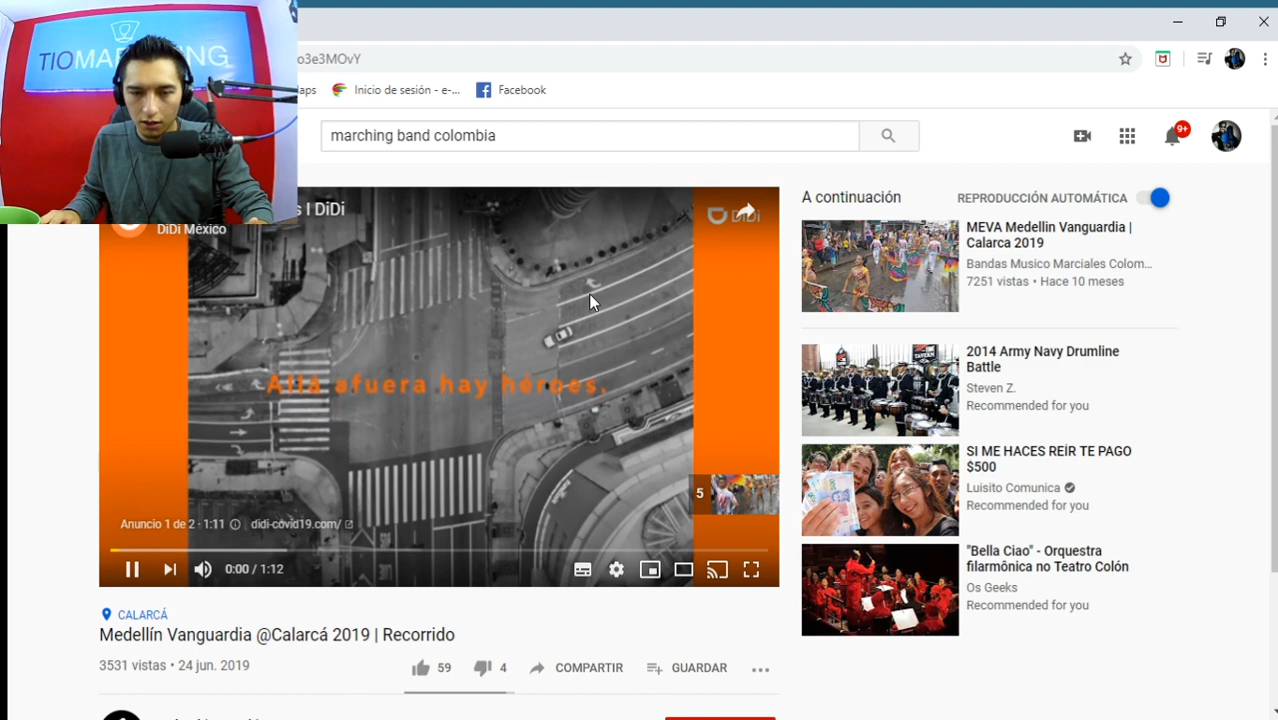 TIOMARKETING
o3e3MOvY
aps
Inicio de sesión - e-...
Facebook
marching band colombia
9+
s I DiDi
DiDi México
DiDi
Allá afuera hay héroes.
5
Anuncio 1 de 2 · 1:11
didi-covid19.com/
0:00 / 1:12
CALARCÁ
Medellín Vanguardia @Calarcá 2019 | Recorrido
3531 vistas • 24 jun. 2019
59
4
COMPARTIR
GUARDAR
A continuación
REPRODUCCIÓN AUTOMÁTICA
MEVA Medellin Vanguardia |
Calarca 2019
Bandas Musico Marciales Colom...
7251 vistas • Hace 10 meses
2014 Army Navy Drumline
Battle
Steven Z.
Recommended for you
SI ME HACES REÍR TE PAGO
$500
Luisito Comunica
Recommended for you
"Bella Ciao" - Orquestra
filarmônica no Teatro Colón
Os Geeks
Recommended for you